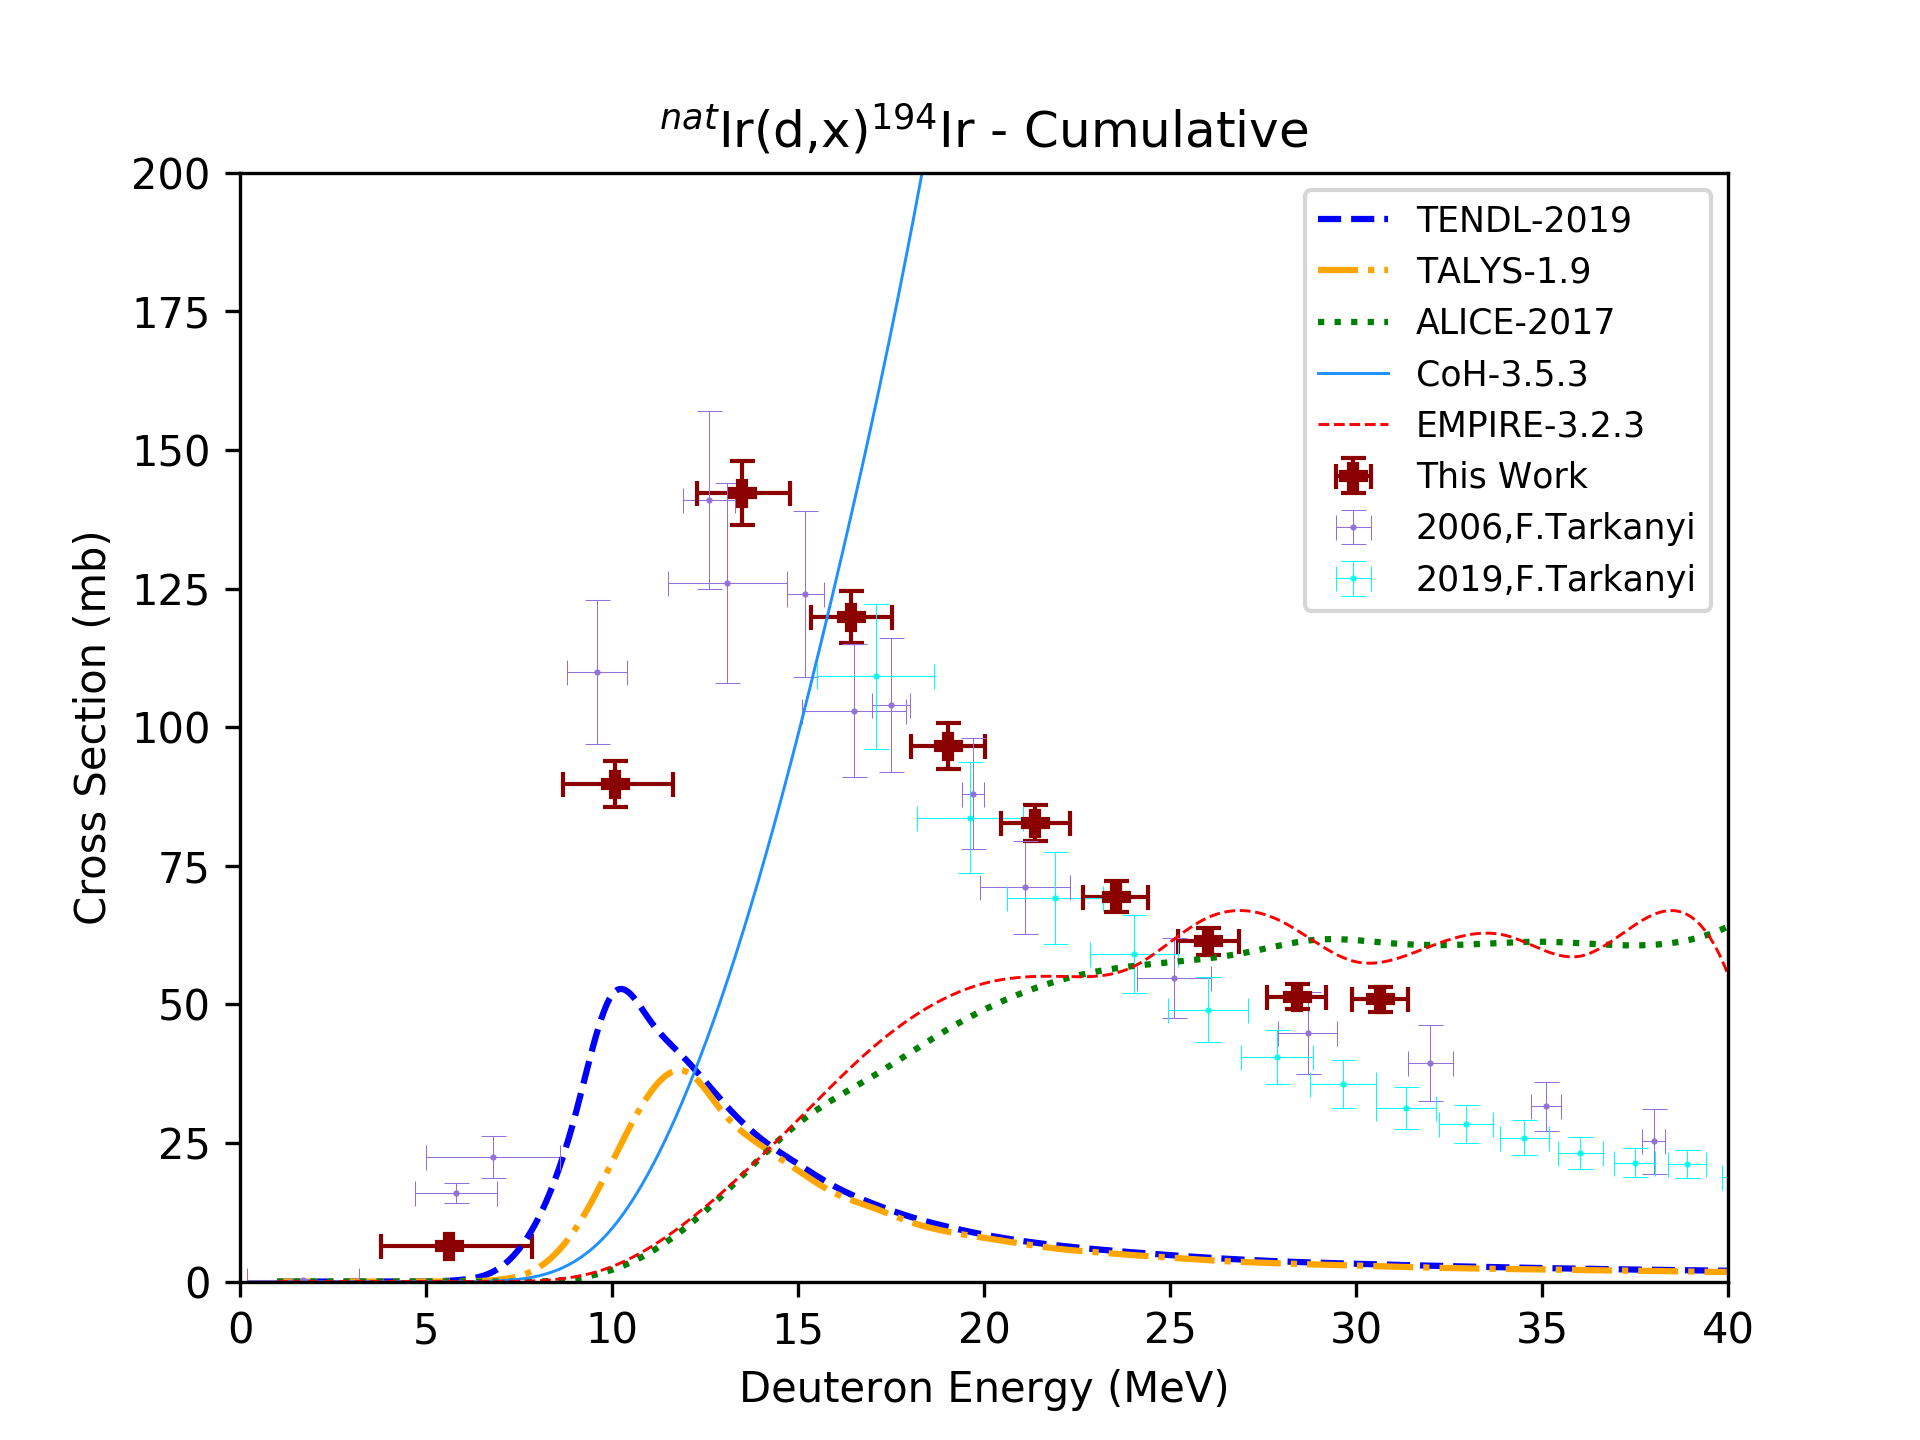 natIr(d,x)194Ir - Cumulative
200
175
150
125
100
75
50
25
0
Cross Section (mb)
TENDL-2019
TALYS-1.9
ALICE-2017
CoH-3.5.3
EMPIRE-3.2.3
This Work
2006,F.Tarkanyi
2019,F.Tarkanyi
0 5 10 15 20 25 30 35 40
Deuteron Energy (MeV)